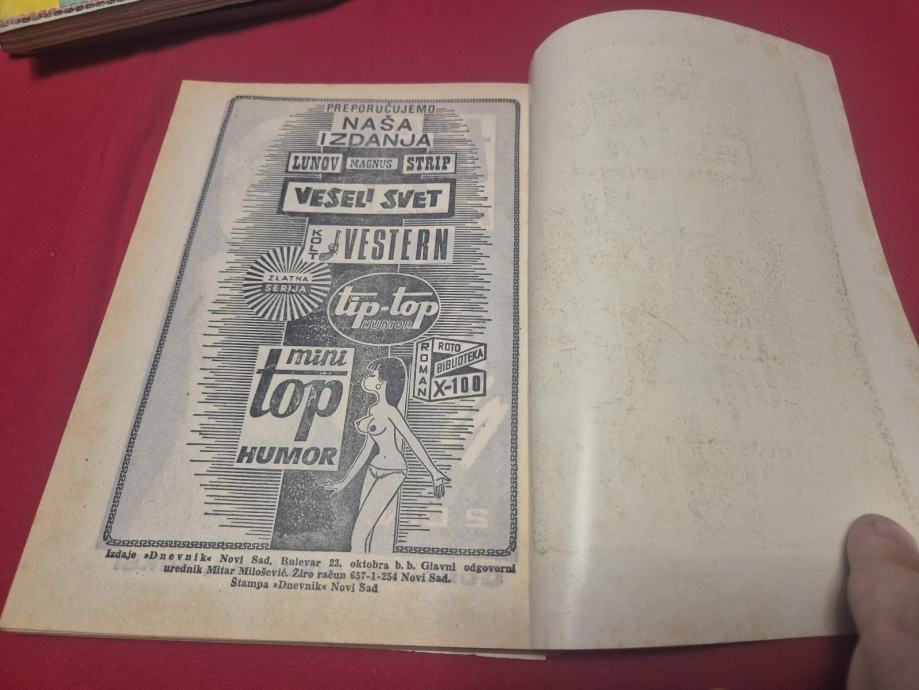 PREPORUČUJEMO
NAŠA
IZDANJA
LUNOV MAGNUS STRIP
VESELI SVET
KOLT VESTERN
ZLATNA
SERIJA
tip-top
HUMOR
ROMAN
ROTO
BIBLIOTEKA
X-100
mini
top
HUMOR
Izdaje »Dnevnik« Novi Sad, Bulevar 23. oktobra b. b. Glavni odgovorni
urednik Mitar Milošević. Žiro račun 657-1-254 Novi Sad.
Štampa »Dnevnik« Novi Sad